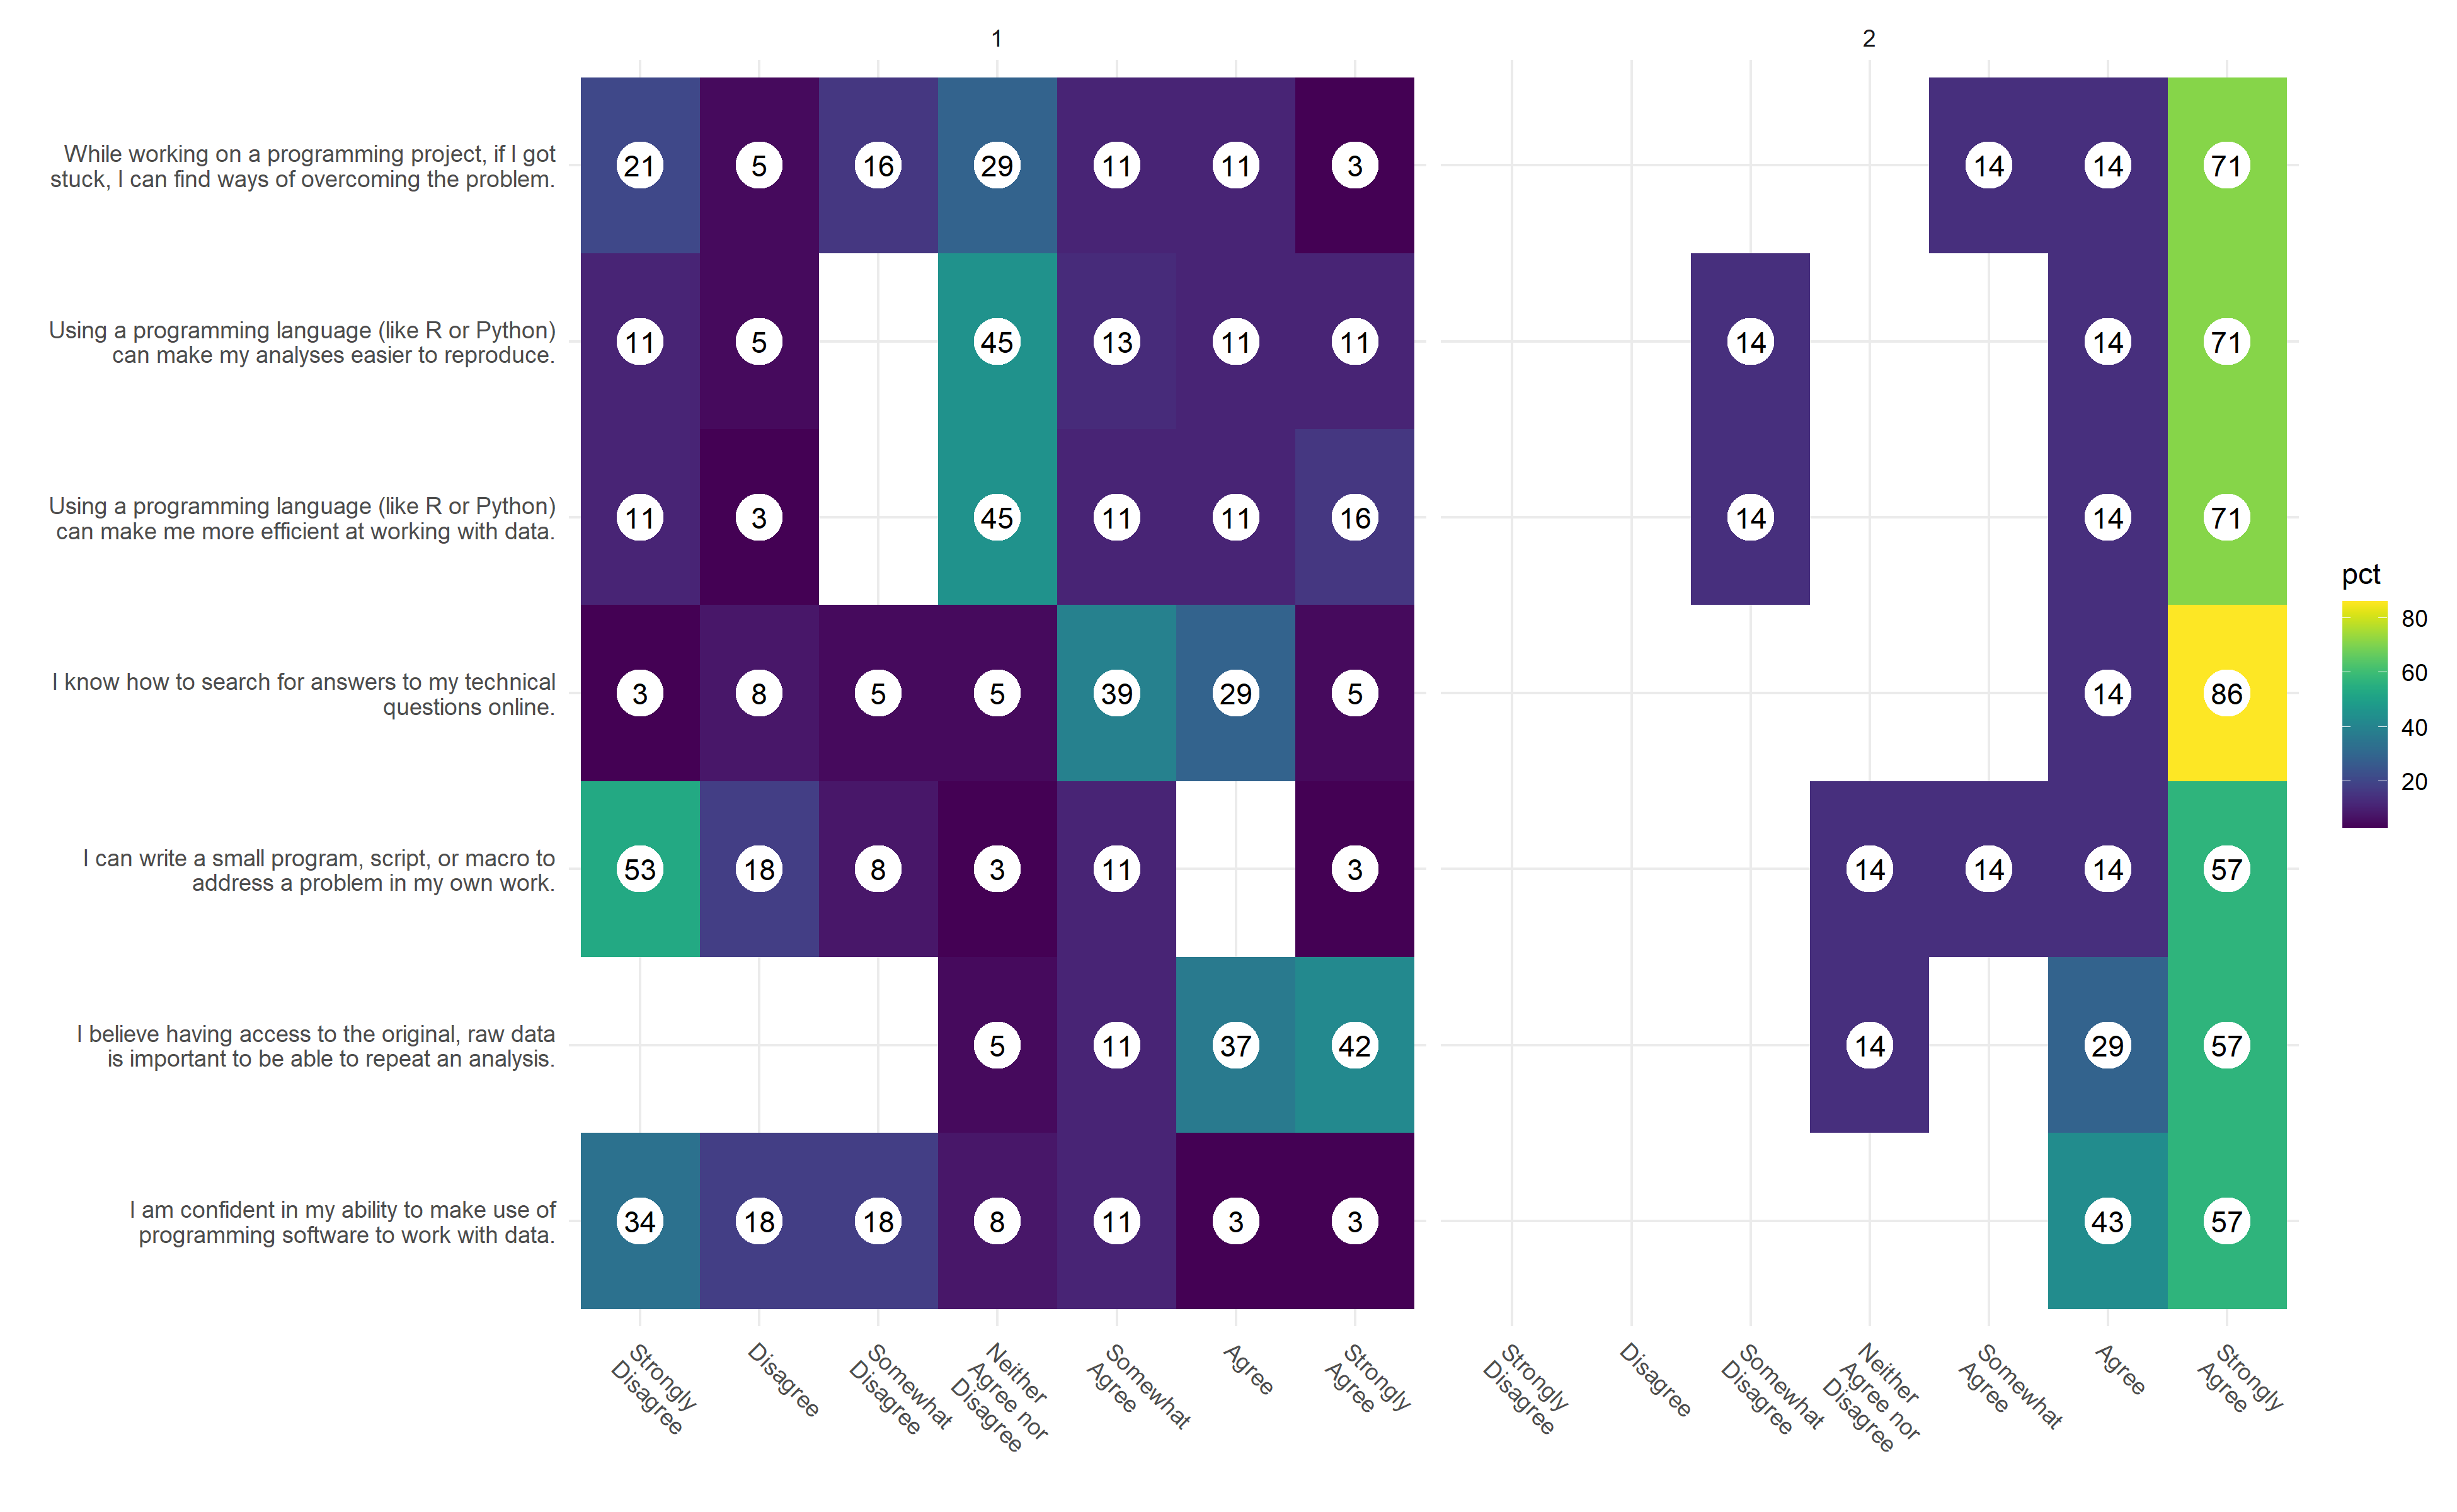 1
2
While working on a programming project, if I got
stuck, I can find ways of overcoming the problem.
21 5 16 29 11 11 3
14 14 71
Using a programming language (like R or Python)
can make my analyses easier to reproduce.
11 5 45 13 11 11
14 14 71
Using a programming language (like R or Python)
can make me more efficient at working with data.
11 3 45 11 11 16
14 14 71
I know how to search for answers to my technical
questions online.
3 8 5 5 39 29 5
14 86
I can write a small program, script, or macro to
address a problem in my own work.
53 18 8 3 11 3
14 14 14 57
I believe having access to the original, raw data
is important to be able to repeat an analysis.
5 11 37 42
14 29 57
I am confident in my ability to make use of
programming software to work with data.
34 18 18 8 11 3 3
43 57
Strongly
Disagree
Disagree
Somewhat
Disagree
Neither
Agree nor
Disagree
Somewhat
Agree
Agree
Strongly
Agree
Strongly
Disagree
Disagree
Somewhat
Disagree
Neither
Agree nor
Disagree
Somewhat
Agree
Agree
Strongly
Agree
pct
80
60
40
20